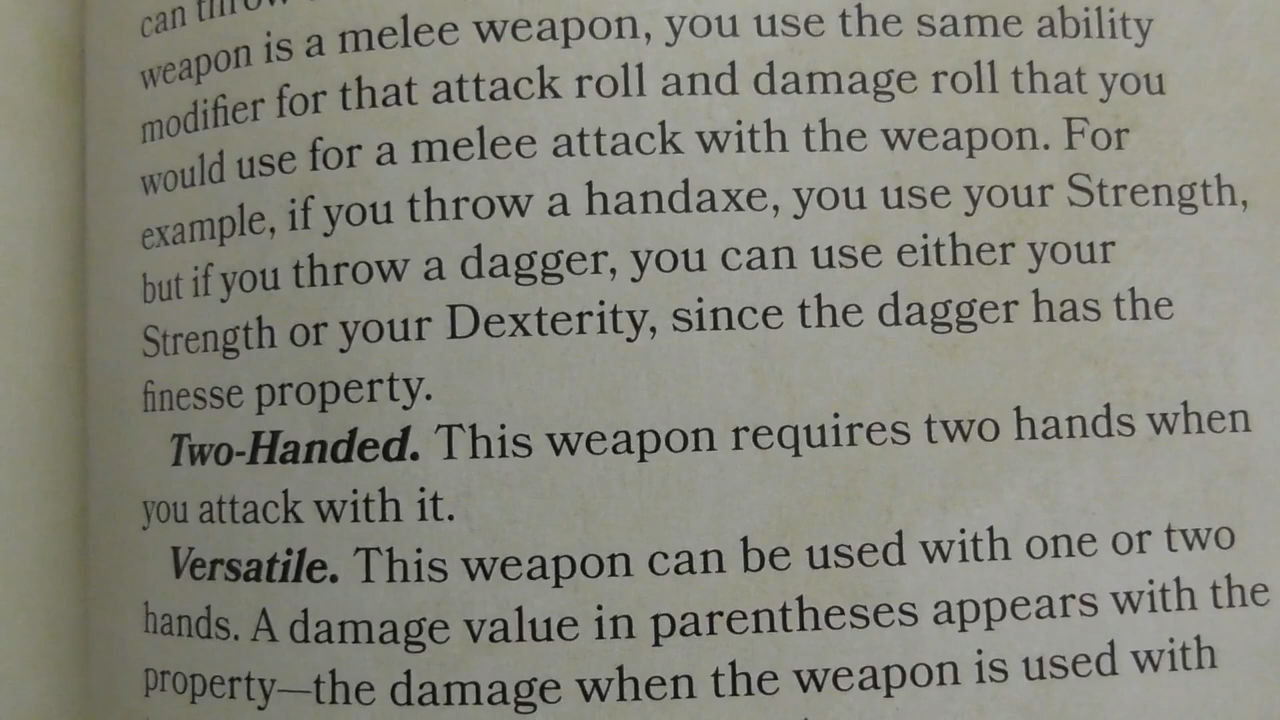 can throw
weapon is a melee weapon, you use the same ability
modifier for that attack roll and damage roll that you
would use for a melee attack with the weapon. For
example, if you throw a handaxe, you use your Strength,
but if you throw a dagger, you can use either your
Strength or your Dexterity, since the dagger has the
finesse property.
Two-Handed. This weapon requires two hands when
you attack with it.
Versatile. This weapon can be used with one or two
hands. A damage value in parentheses appears with the
property—the damage when the weapon is used with